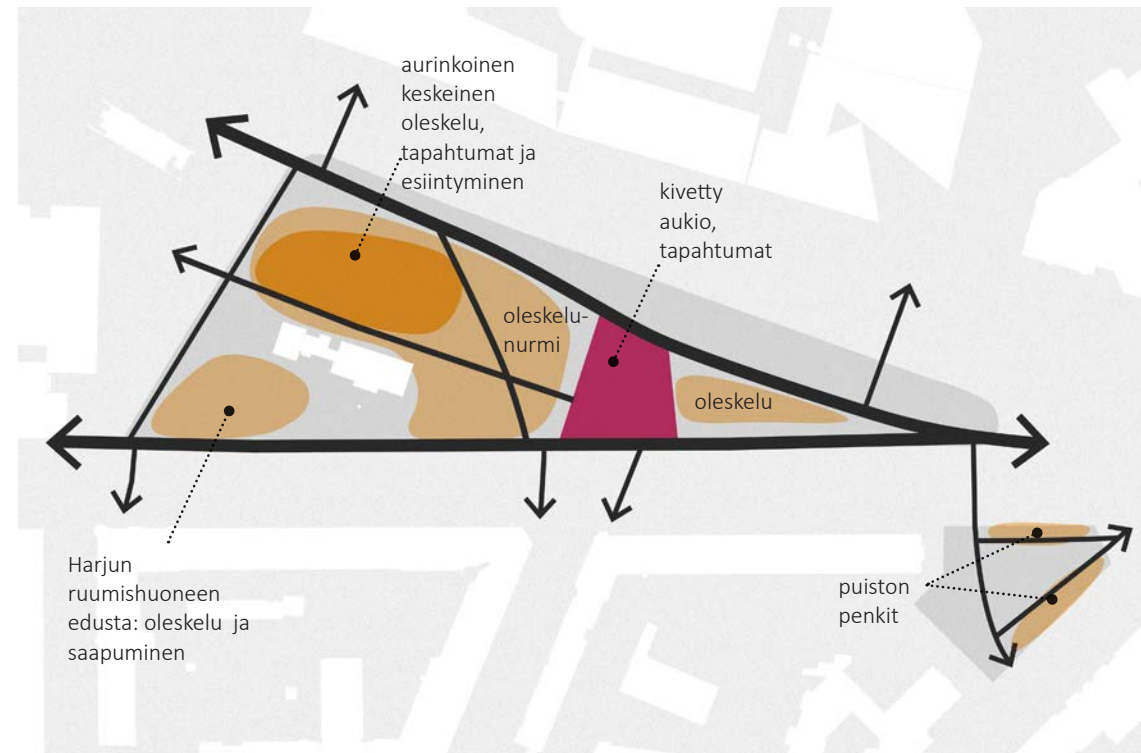 aurinkoinen
keskeinen
oleskelu,
tapahtumat ja
esiintyminen
kivetty
aukio,
tapahtumat
oleskelu-
nurmi
oleskelu
Harjun
ruumishuoneen
edusta: oleskelu ja
saapuminen
puiston
penkit